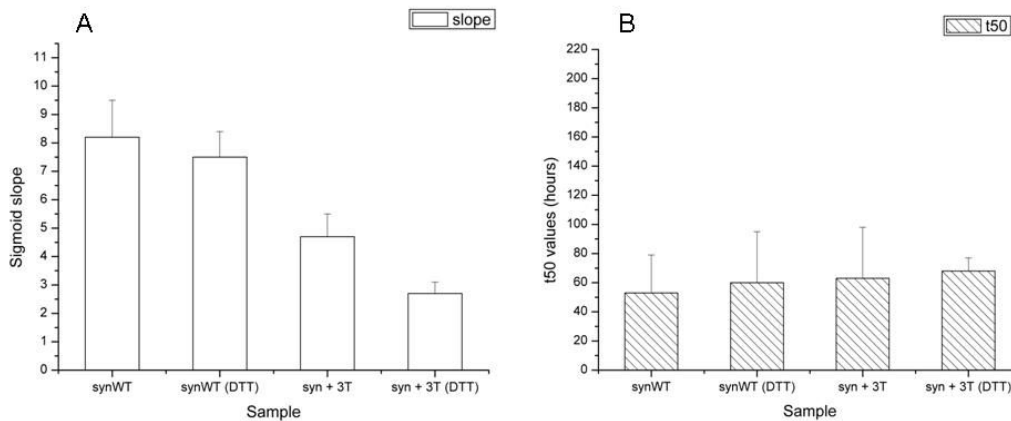 A
slope
11
10
9
8
7
6
5
4
3
2
1
0
Sigmoid slope
synWT
synWT (DTT)
syn + 3T
syn + 3T (DTT)
Sample
B
t50
220
200
180
160
140
120
100
80
60
40
20
0
t50 values (hours)
synWT
synWT (DTT)
syn + 3T
syn + 3T (DTT)
Sample